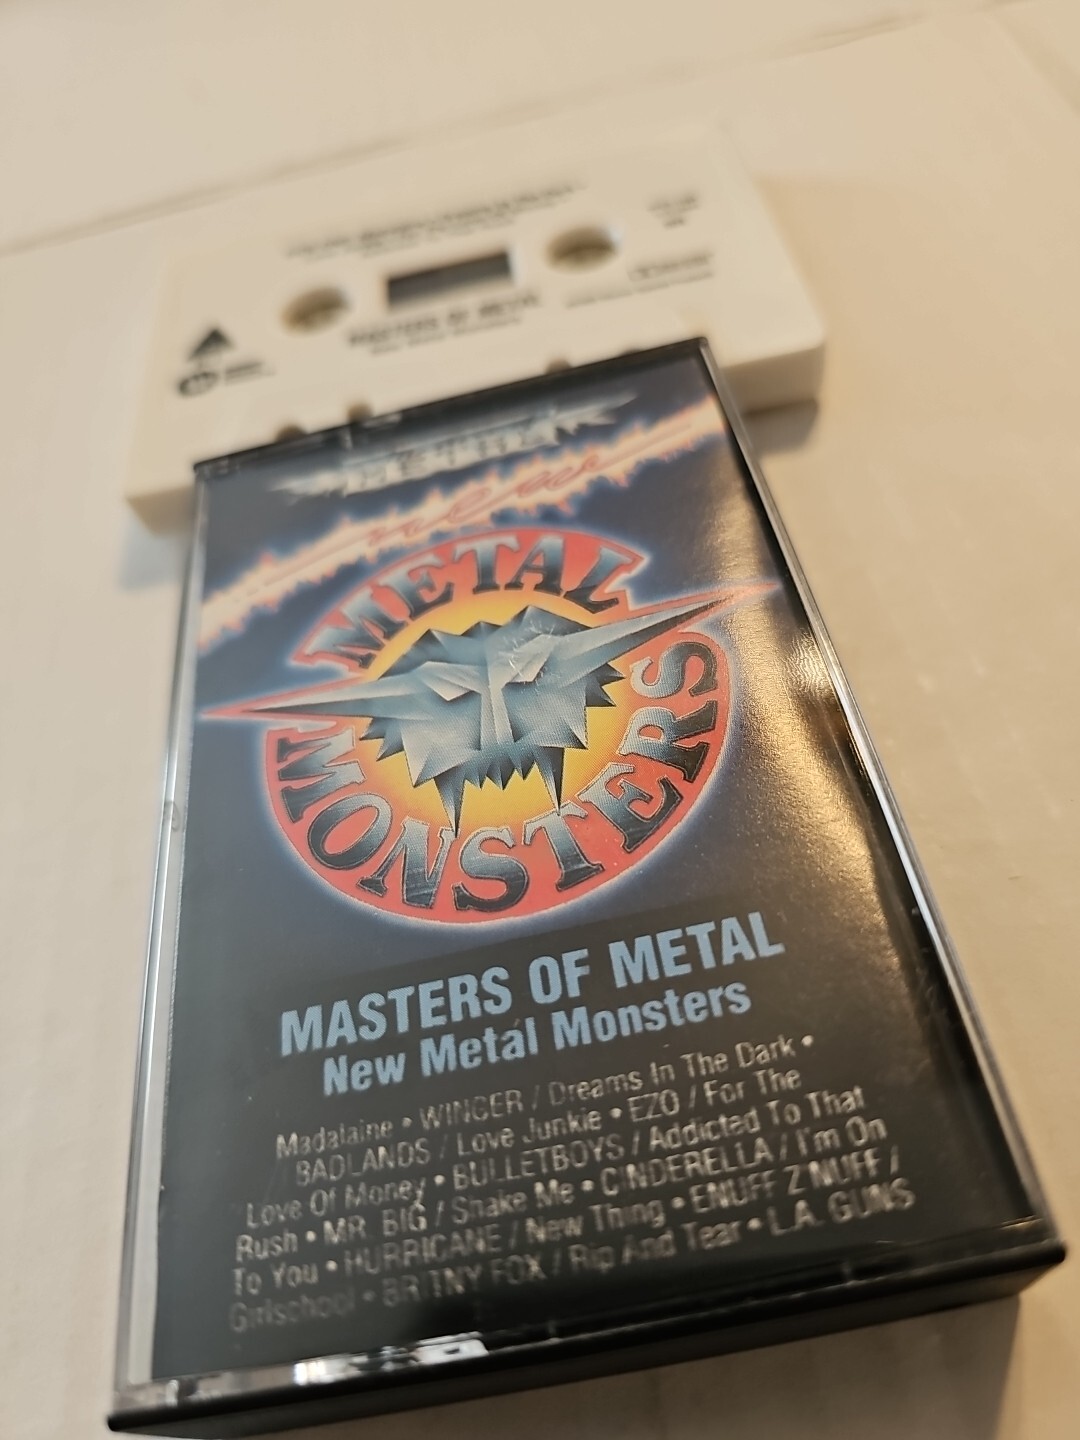 MASTERS OF METAL
new
METAL
MONSTERS
MASTERS OF METAL
New Metal Monsters
Madalaine • WINGER / Dreams In The Dark •
BADLANDS / Love Junkie • EZO / For The
Love Of Money • BULLETBOYS / Addicted To That
Rush • MR. BIG / Shake Me • CINDERELLA / I'm On
To You • HURRICANE / New Thing • ENUFF Z'NUFF /
Girlschool • BRITNY FOX / Rip And Tear • L.A. GUNS